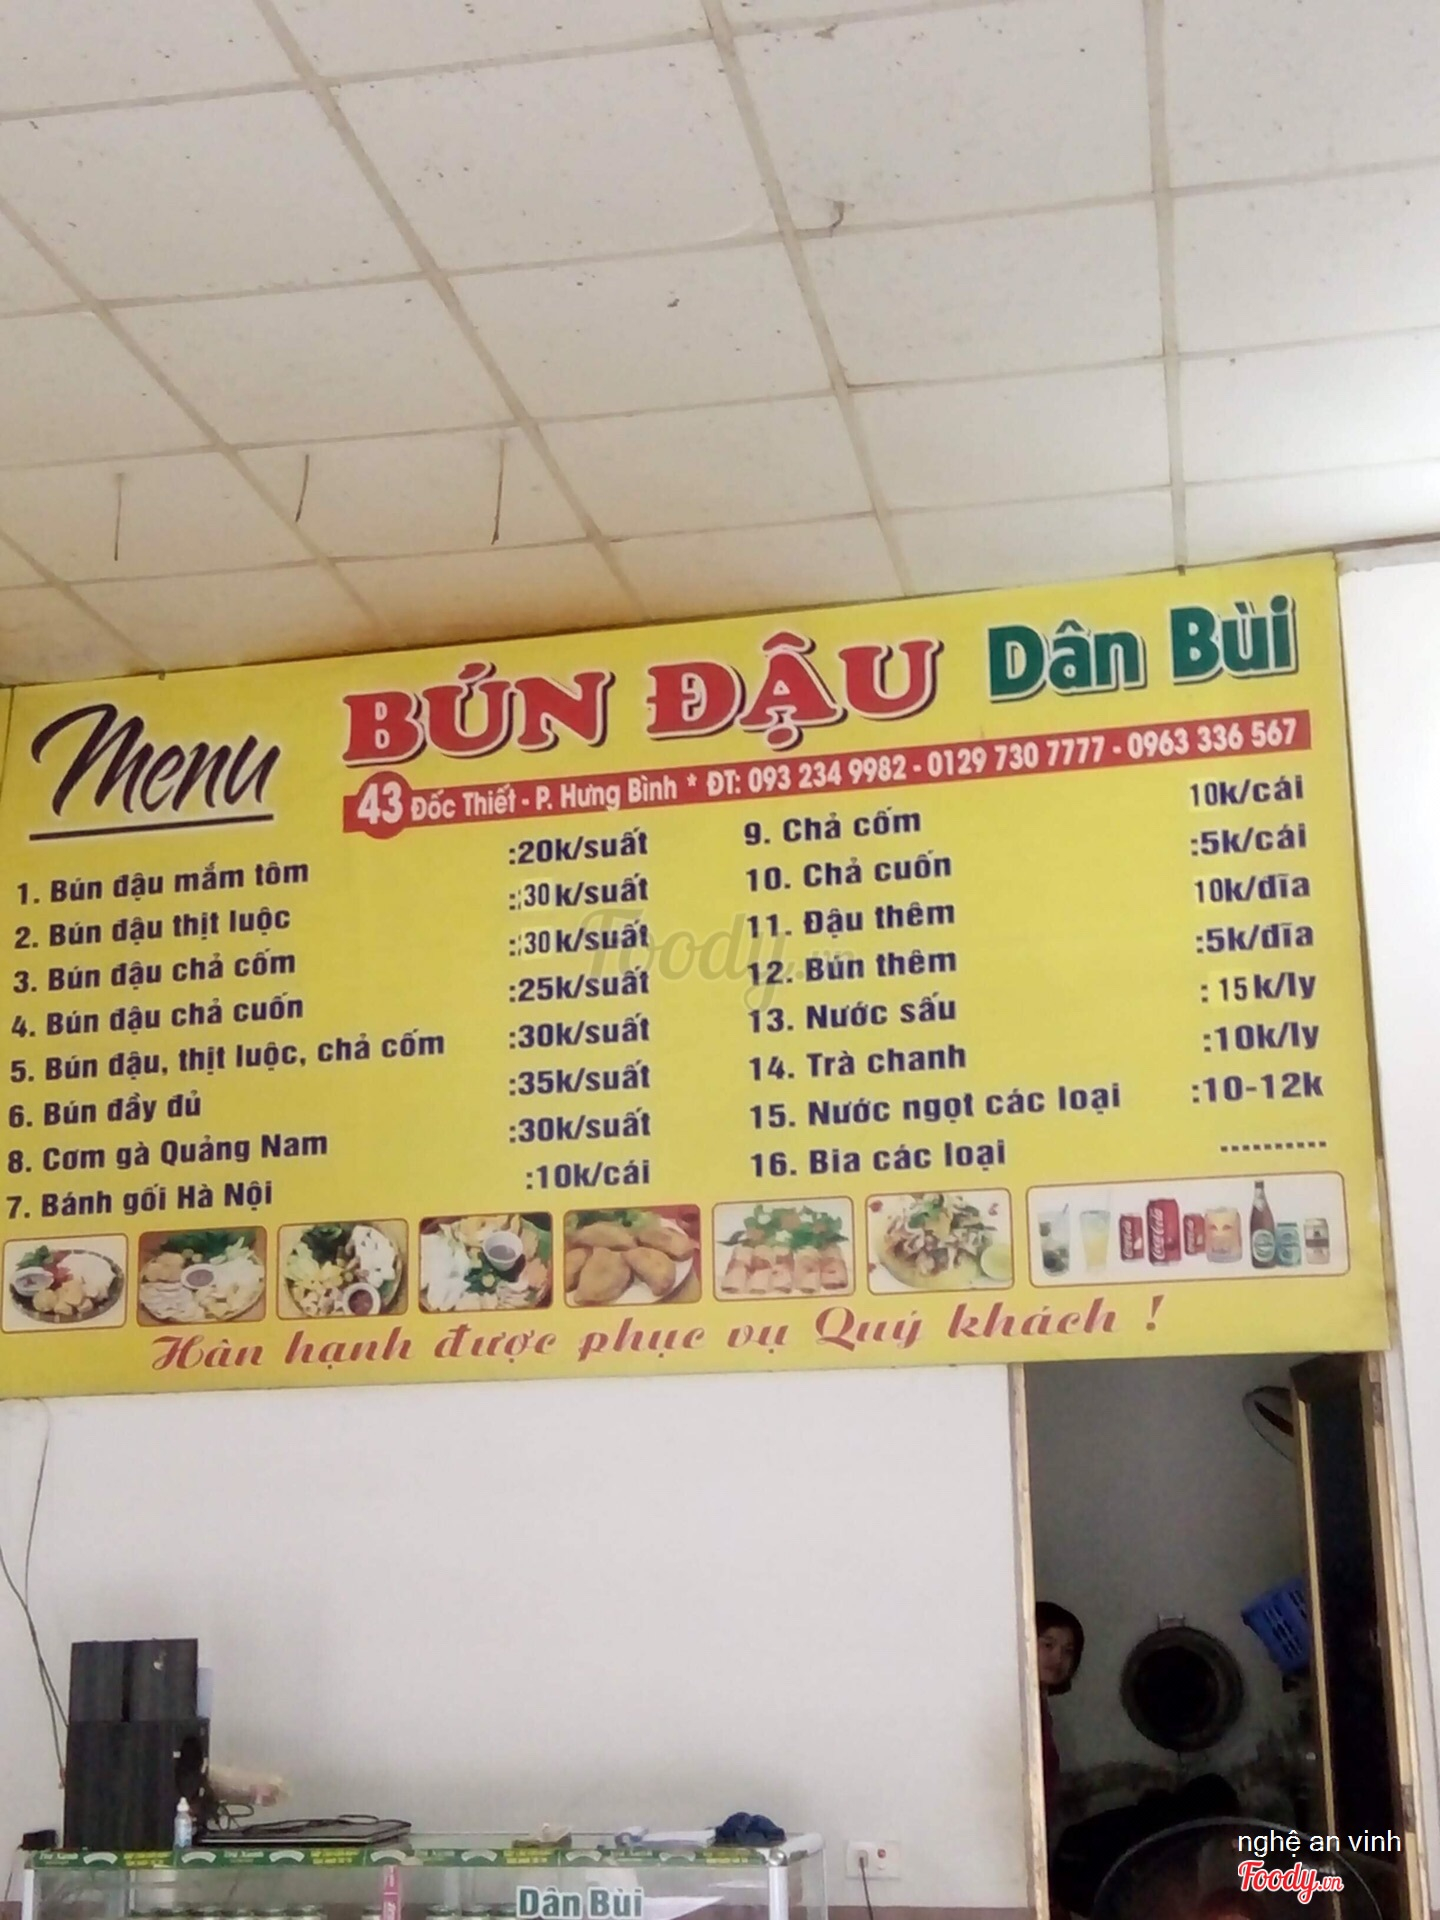 Menu
BÚN ĐẬU Dân Bùi
43 Đốc Thiết - P. Hưng Bình * ĐT: 093 234 9982 - 0129 730 7777 - 0963 336 567
1. Bún đậu mắm tôm :20k/suất
2. Bún đậu thịt luộc :30k/suất
3. Bún đậu chả cốm :30k/suất
4. Bún đậu chả cuốn :25k/suất
5. Bún đậu, thịt luộc, chả cốm :30k/suất
6. Bún đầy đủ :35k/suất
8. Cơm gà Quảng Nam :30k/suất
7. Bánh gối Hà Nội :10k/cái
9. Chả cốm 10k/cái
10. Chả cuốn :5k/cái
11. Đậu thêm 10k/đĩa
12. Bún thêm :5k/đĩa
13. Nước sấu : 15k/ly
14. Trà chanh :10k/ly
15. Nước ngọt các loại :10-12k
16. Bia các loại ..........
Hân hạnh được phục vụ Quý khách !
Foody.vn
Dân Bùi
nghệ an vinh
Foody.vn